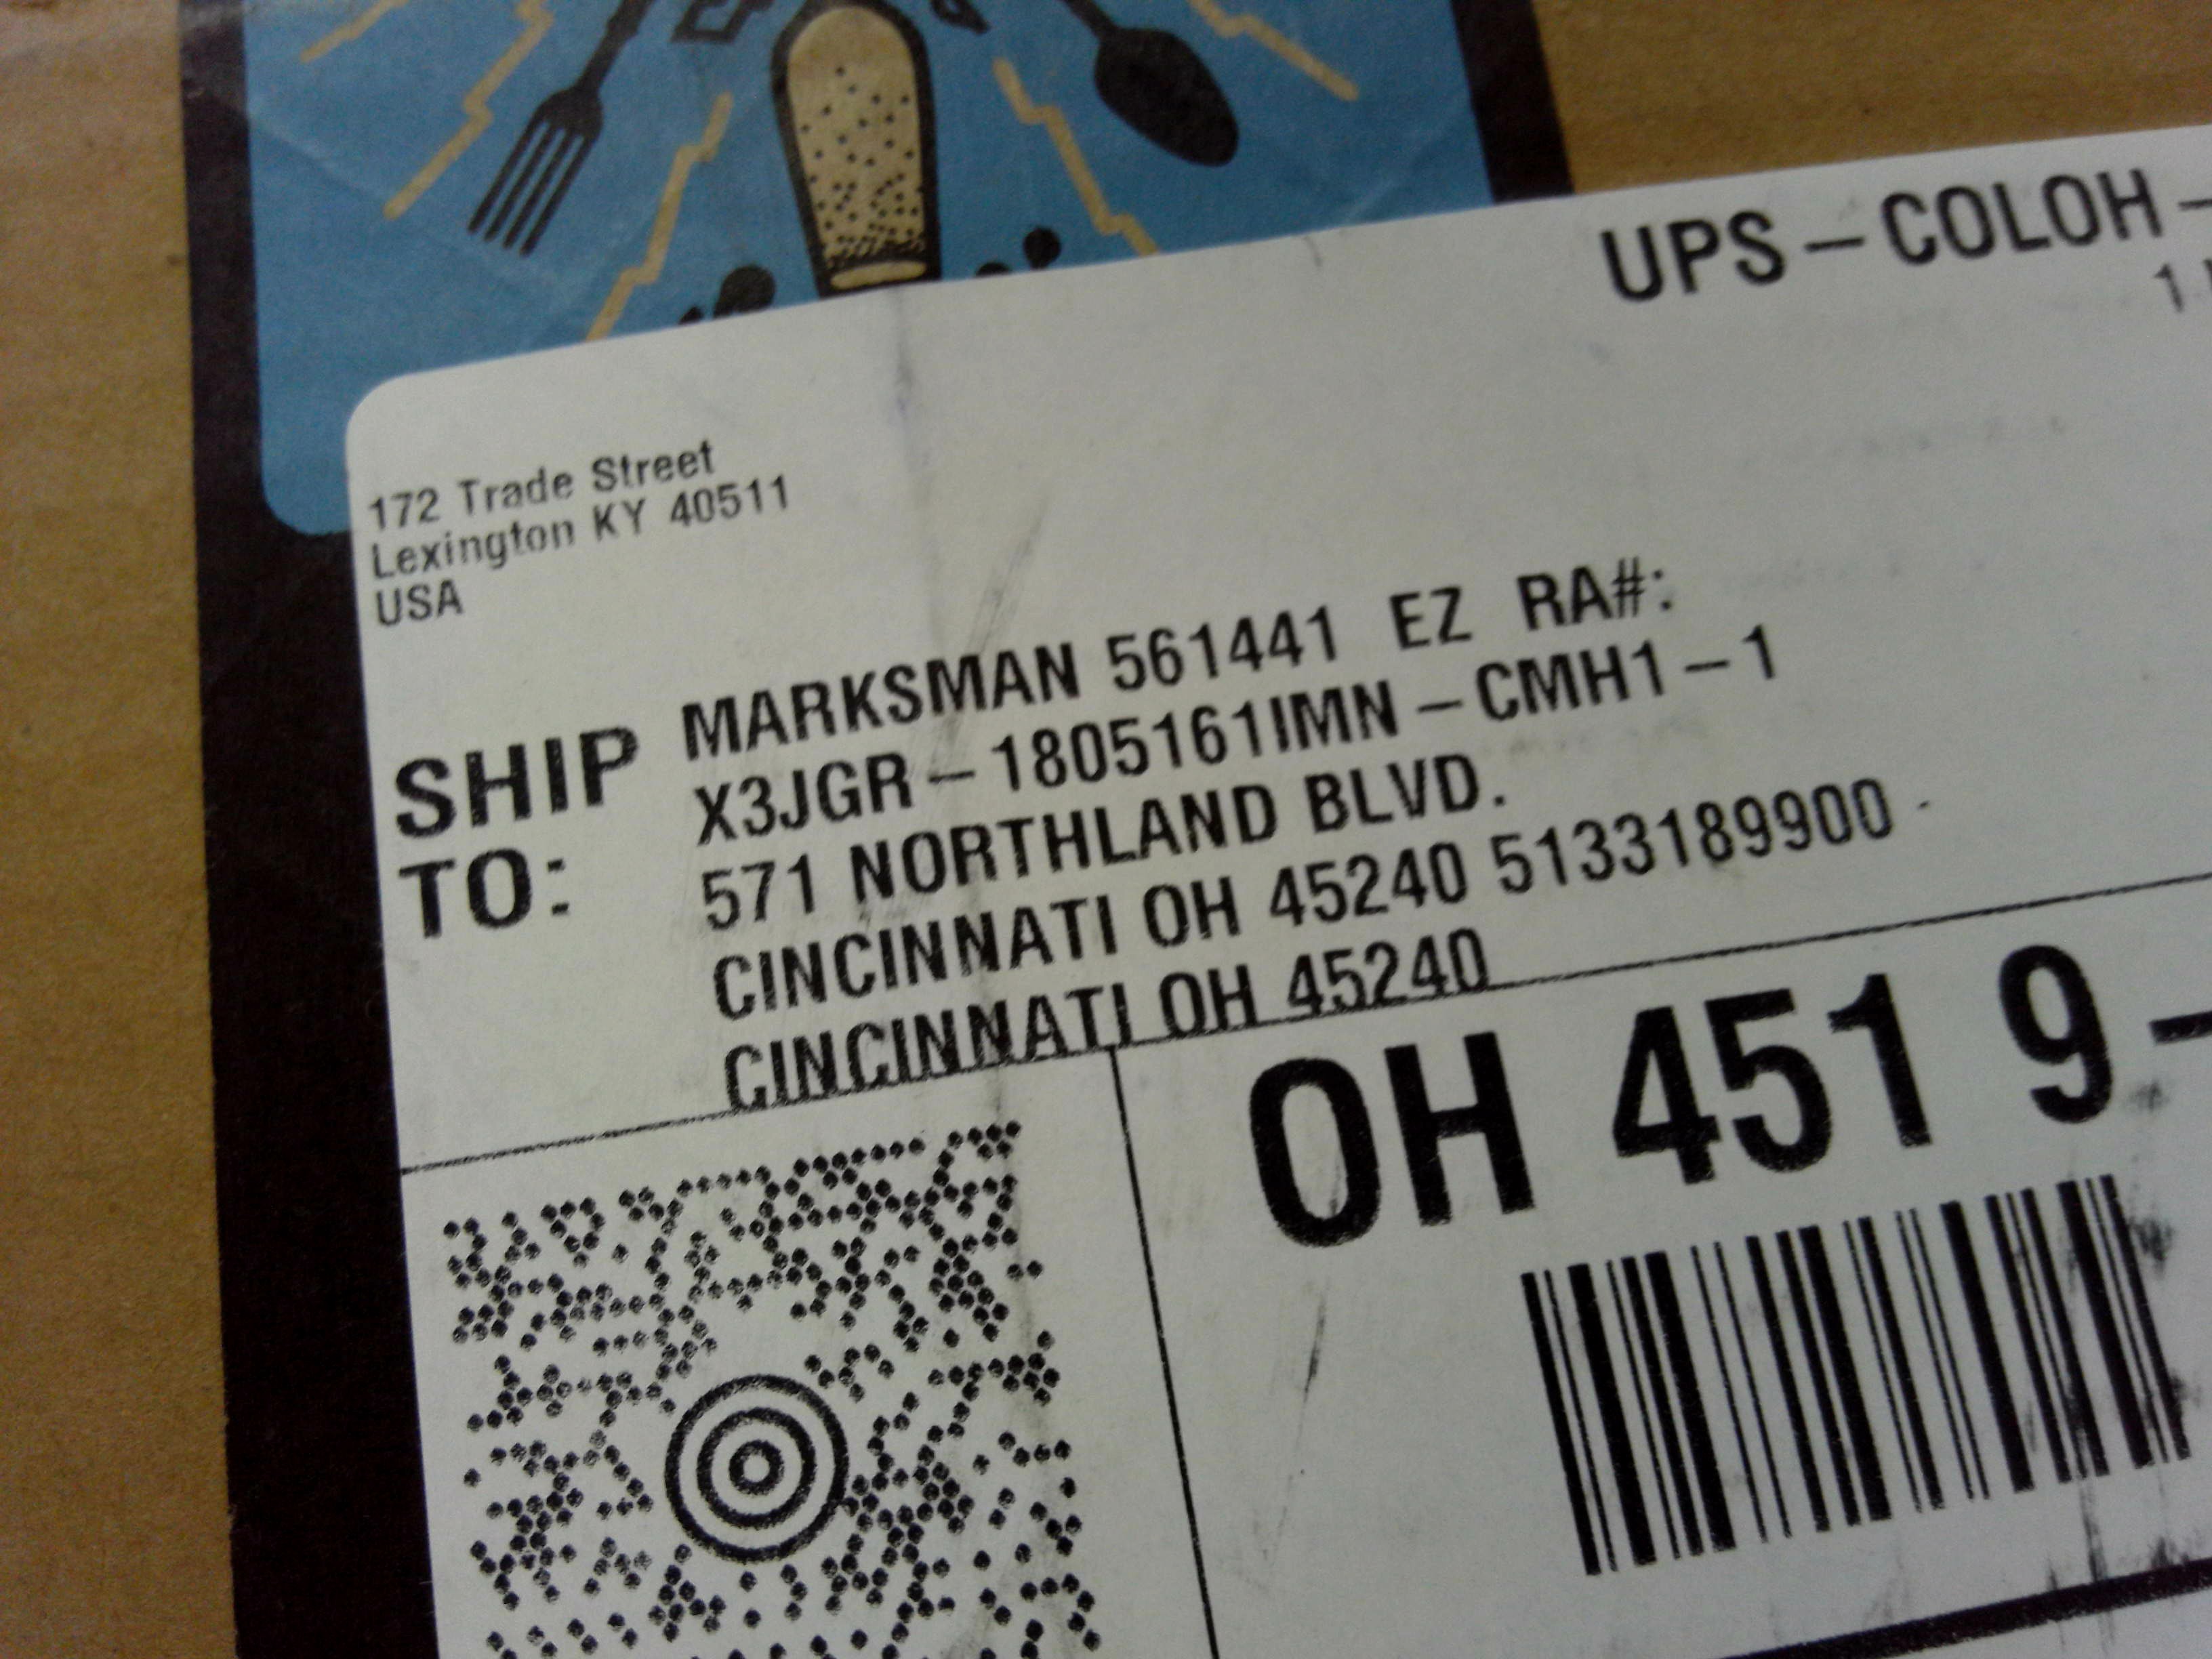 UPS – COLOH –
172 Trade Street
Lexington KY 40511
USA
SHIP TO:
MARKSMAN 561441 EZ RA#:
X3JGR – 1805161IMN – CMH1 – 1
571 NORTHLAND BLVD.
CINCINNATI OH 45240 5133189900
CINCINNATI OH 45240
OH 451 9 –